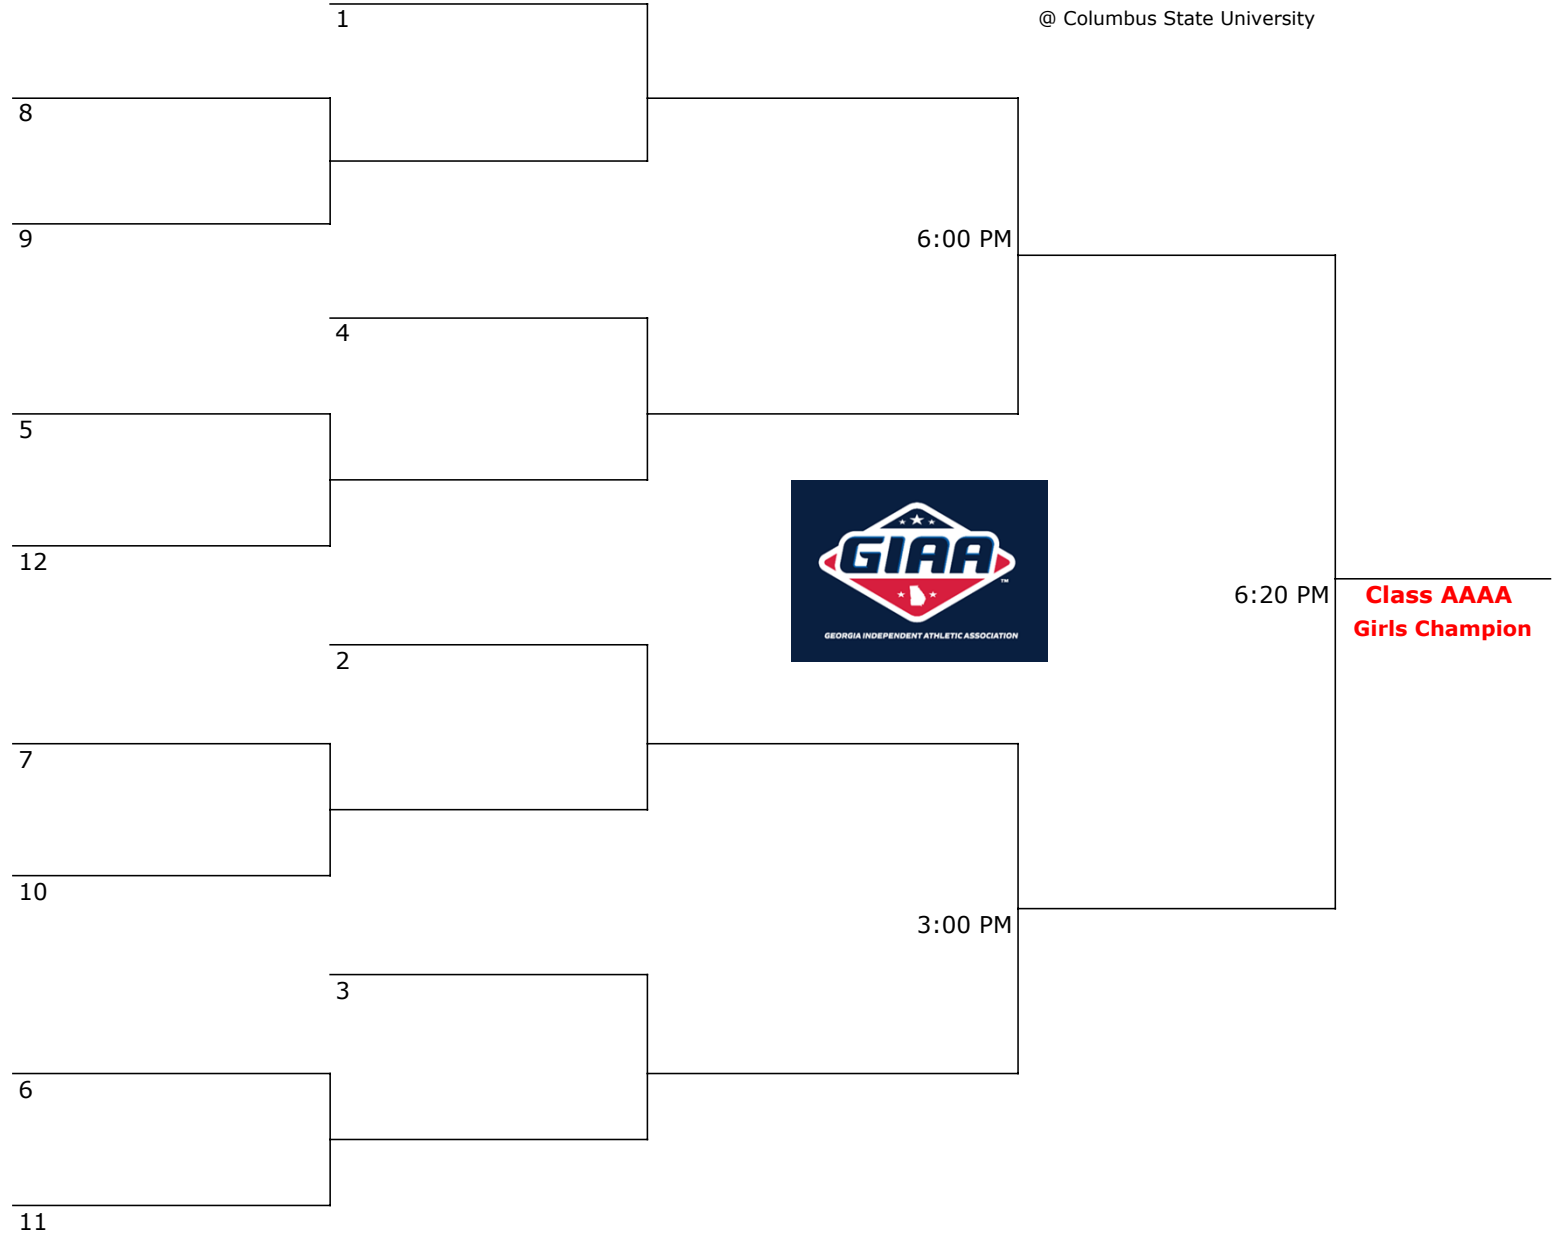 1
@ Columbus State University
8
9
6:00 PM
4
5
12
GIAA
TM
GEORGIA INDEPENDENT ATHLETIC ASSOCIATION
6:20 PM
Class AAAA
Girls Champion
2
7
10
3:00 PM
3
6
11